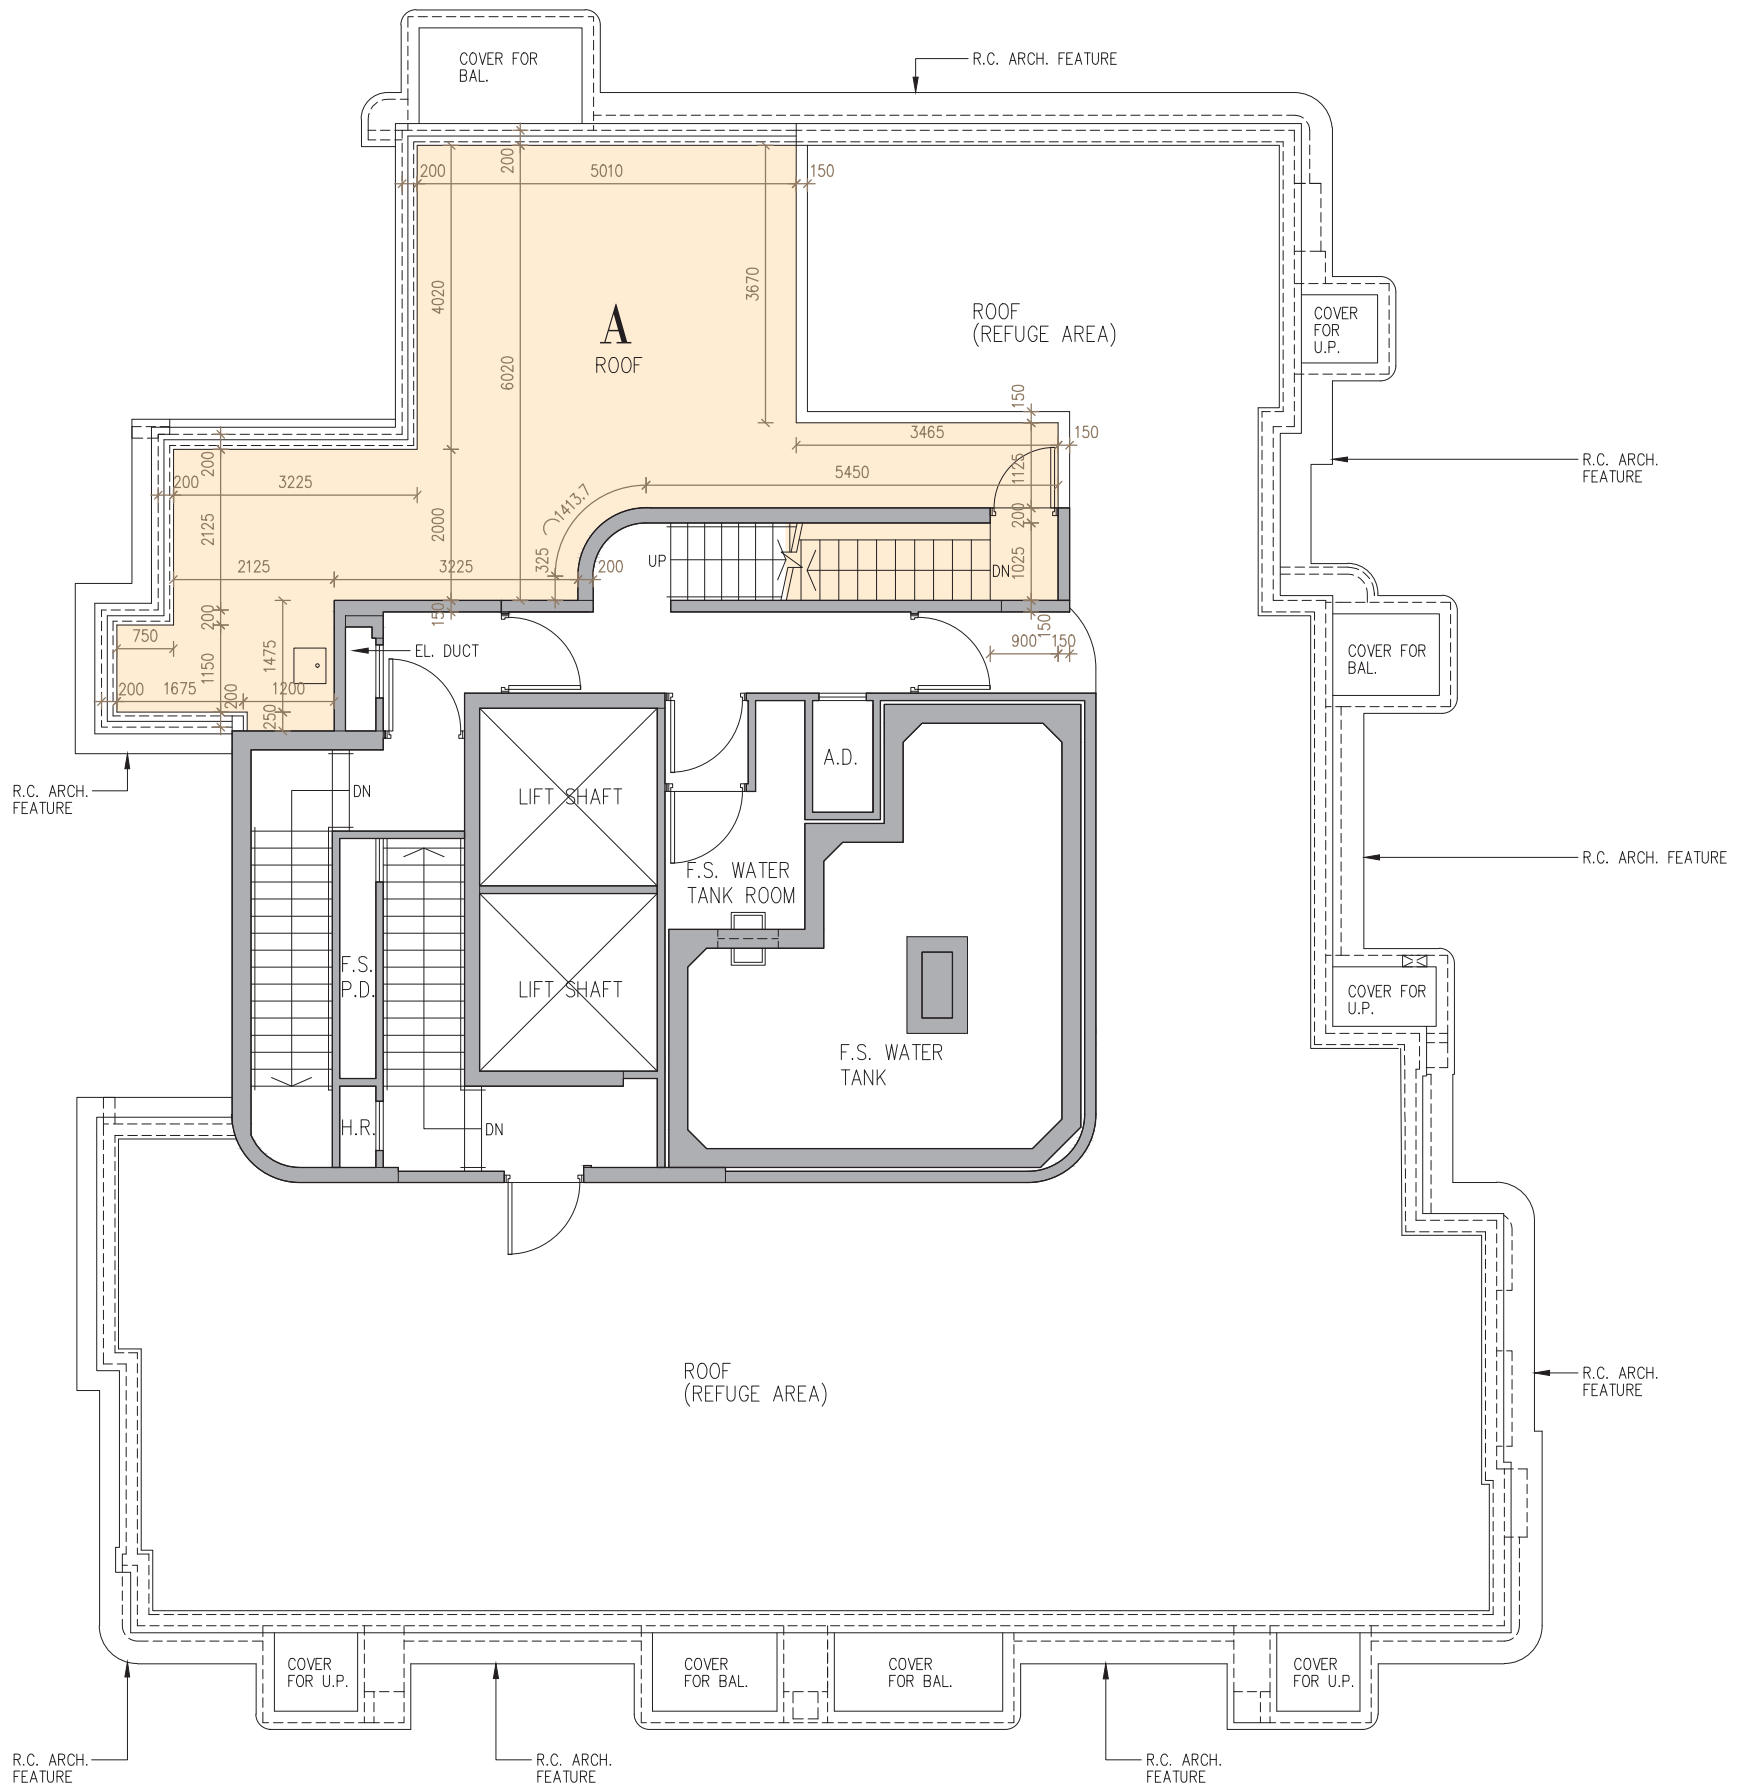 COVER FOR
BAL.
R.C. ARCH. FEATURE
200
200
5010
150
4020
6020
3670
A
ROOF
ROOF
(REFUGE AREA)
COVER
FOR
U.P.
150
3465
150
200
200
3225
5450
1125
R.C. ARCH.
FEATURE
1413.7
2125
2000
200
325
UP
1025
DN
2125
3225
200
150
200
150
750
1475
1150
EL. DUCT
900
150
COVER FOR
BAL.
200
1675
200
1200
250
R.C. ARCH.
FEATURE
DN
LIFT SHAFT
A.D.
F.S. WATER
TANK ROOM
R.C. ARCH. FEATURE
F.S.
P.D.
LIFT SHAFT
COVER FOR
U.P.
F.S. WATER
TANK
H.R.
DN
ROOF
(REFUGE AREA)
R.C. ARCH.
FEATURE
COVER
FOR U.P.
COVER
FOR BAL.
COVER
FOR BAL.
COVER
FOR U.P.
R.C. ARCH.
FEATURE
R.C. ARCH.
FEATURE
R.C. ARCH.
FEATURE